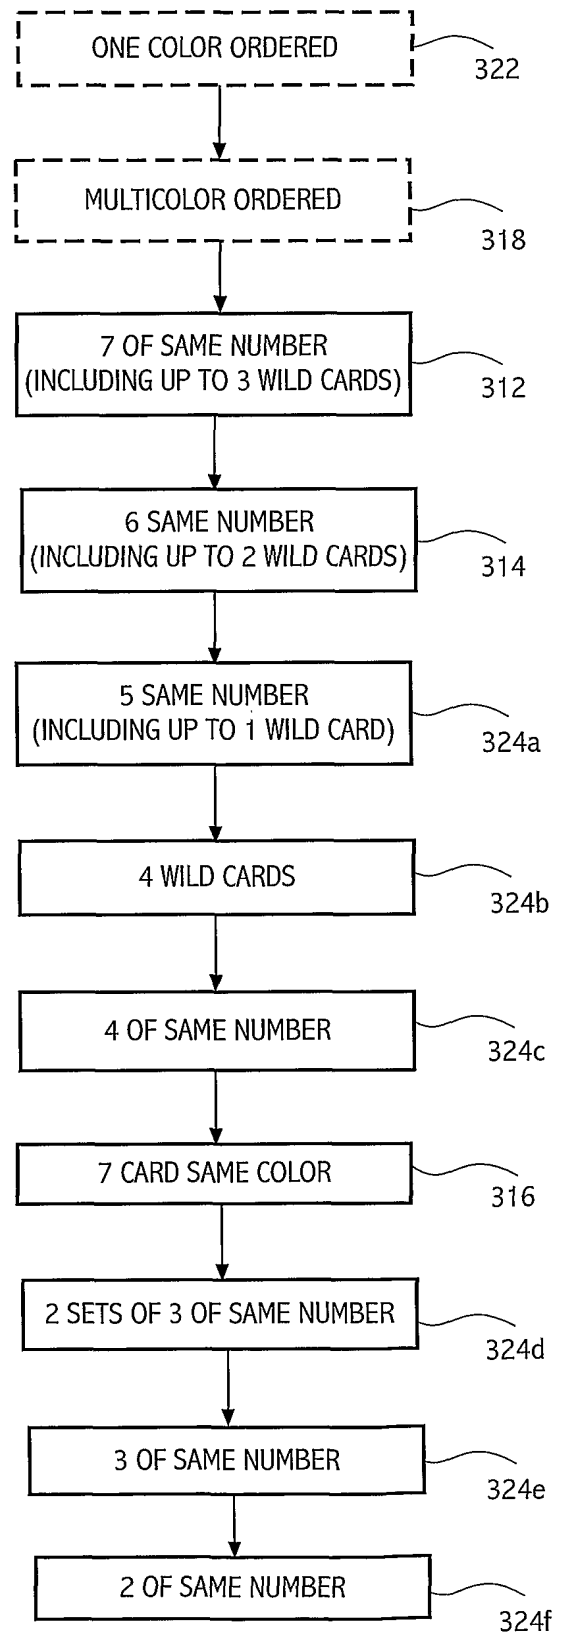 ONE COLOR ORDERED
322
MULTICOLOR ORDERED
318
7 OF SAME NUMBER
(INCLUDING UP TO 3 WILD CARDS)
312
6 SAME NUMBER
(INCLUDING UP TO 2 WILD CARDS)
314
5 SAME NUMBER
(INCLUDING UP TO 1 WILD CARD)
324a
4 WILD CARDS
324b
4 OF SAME NUMBER
324c
7 CARD SAME COLOR
316
2 SETS OF 3 OF SAME NUMBER
324d
3 OF SAME NUMBER
324e
2 OF SAME NUMBER
324f